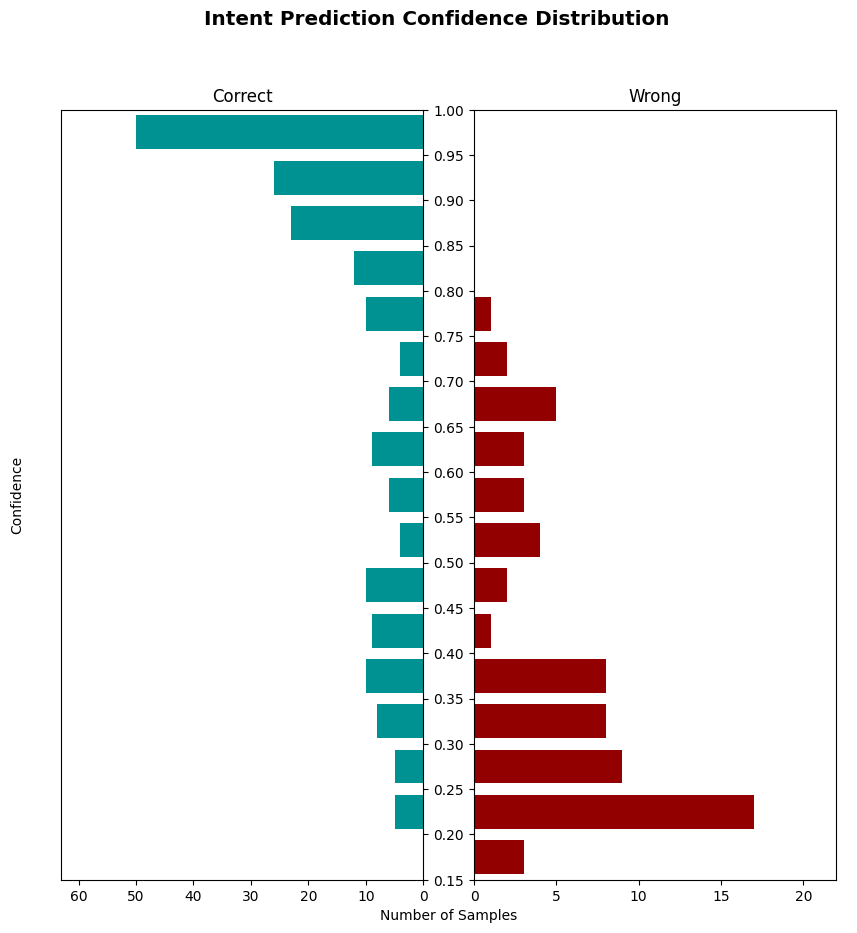 Intent Prediction Confidence Distribution
Correct
Wrong
1.00
0.95
0.90
0.85
0.80
0.75
0.70
0.65
0.60
0.55
0.50
0.45
0.40
0.35
0.30
0.25
0.20
0.15
Confidence
60 50 40 30 20 10 0
0 5 10 15 20
Number of Samples